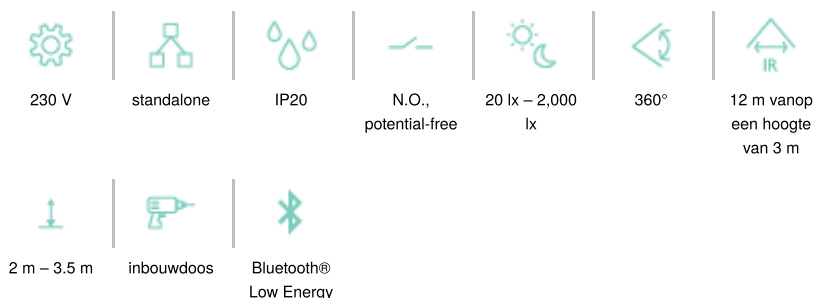 IR
230 V
standalone
IP20
N.O.,
potential-free
20 lx – 2,000
lx
360°
12 m vanop
een hoogte
van 3 m
2 m – 3.5 m
inbouwdoos
Bluetooth®
Low Energy